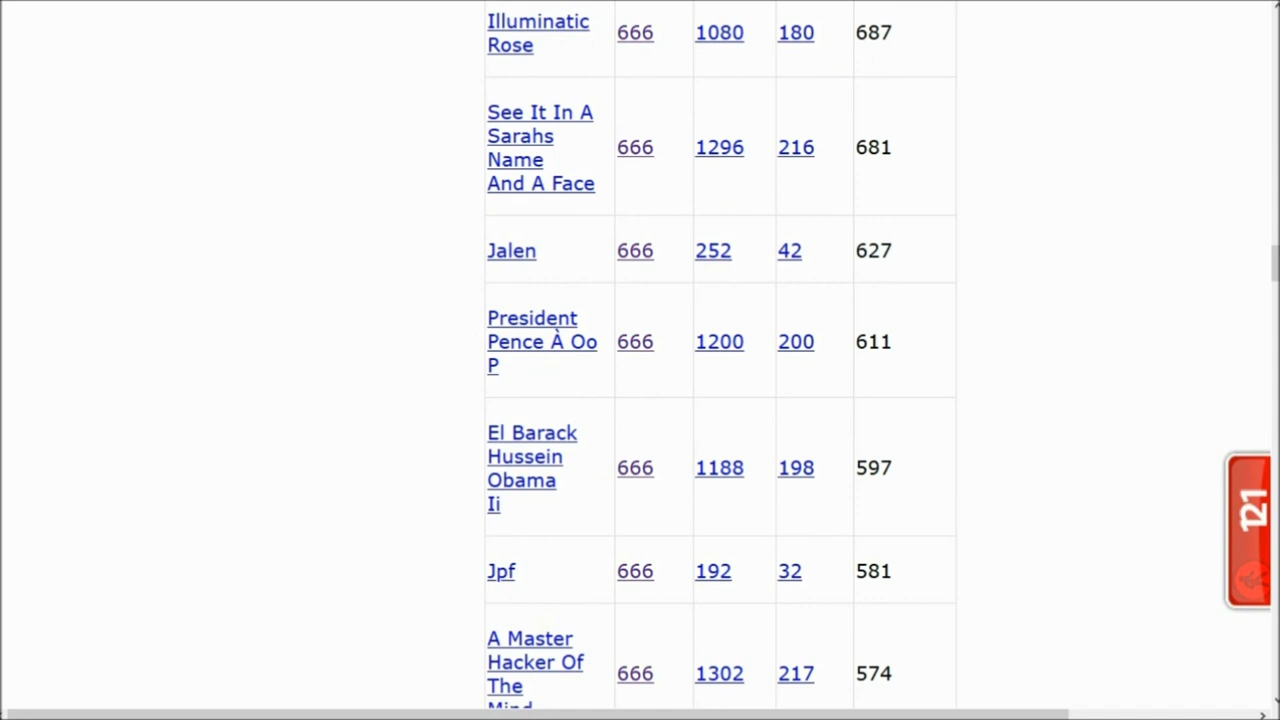 Illuminatic
Rose
666 1080 180 687
See It In A
Sarahs
Name
And A Face
666 1296 216 681
Jalen 666 252 42 627
President
Pence À Oo
P
666 1200 200 611
El Barack
Hussein
Obama
Ii
666 1188 198 597
Jpf 666 192 32 581
A Master
Hacker Of
The
Mind
666 1302 217 574
121